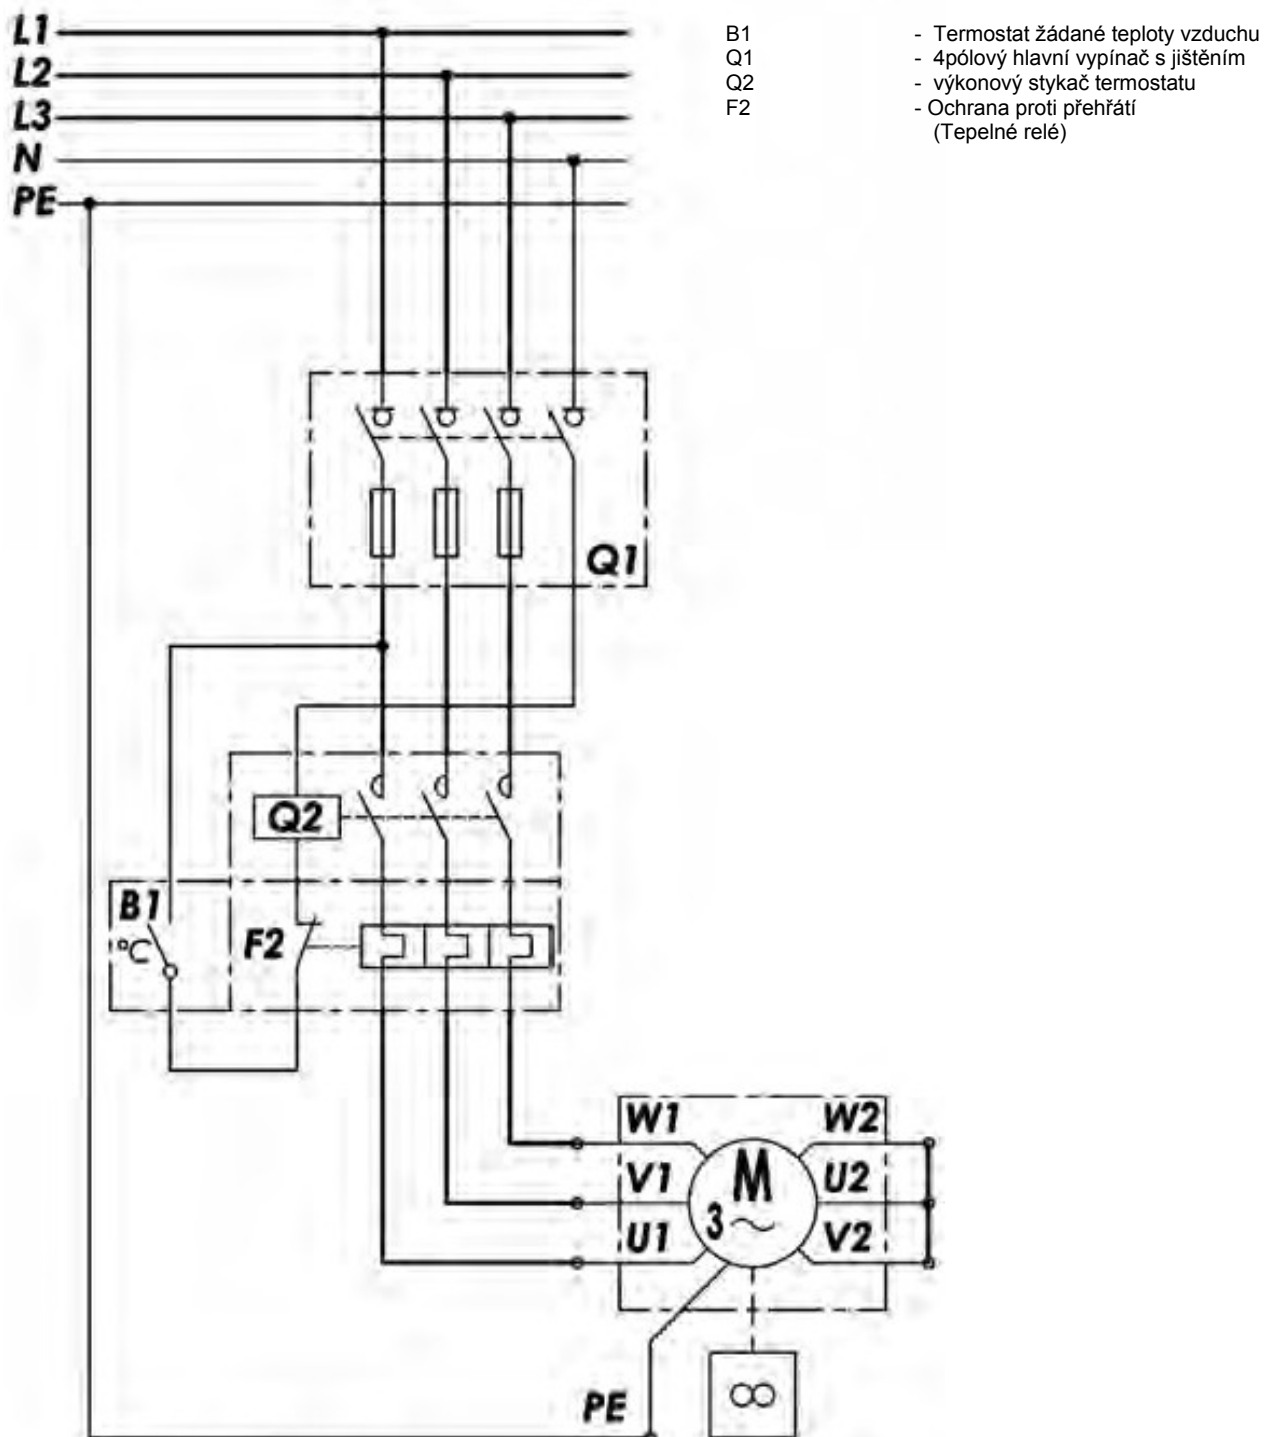 L1
L2
L3
N
PE
B1 - Termostat žádané teploty vzduchu
Q1 - 4pólový hlavní vypínač s jištěním
Q2 - výkonový stykač termostatu
F2 - Ochrana proti přehřátí
(Tepelné relé)
Q1
Q2
B1
°C
F2
W1 W2
M
V1 U2
3~
U1 V2
PE